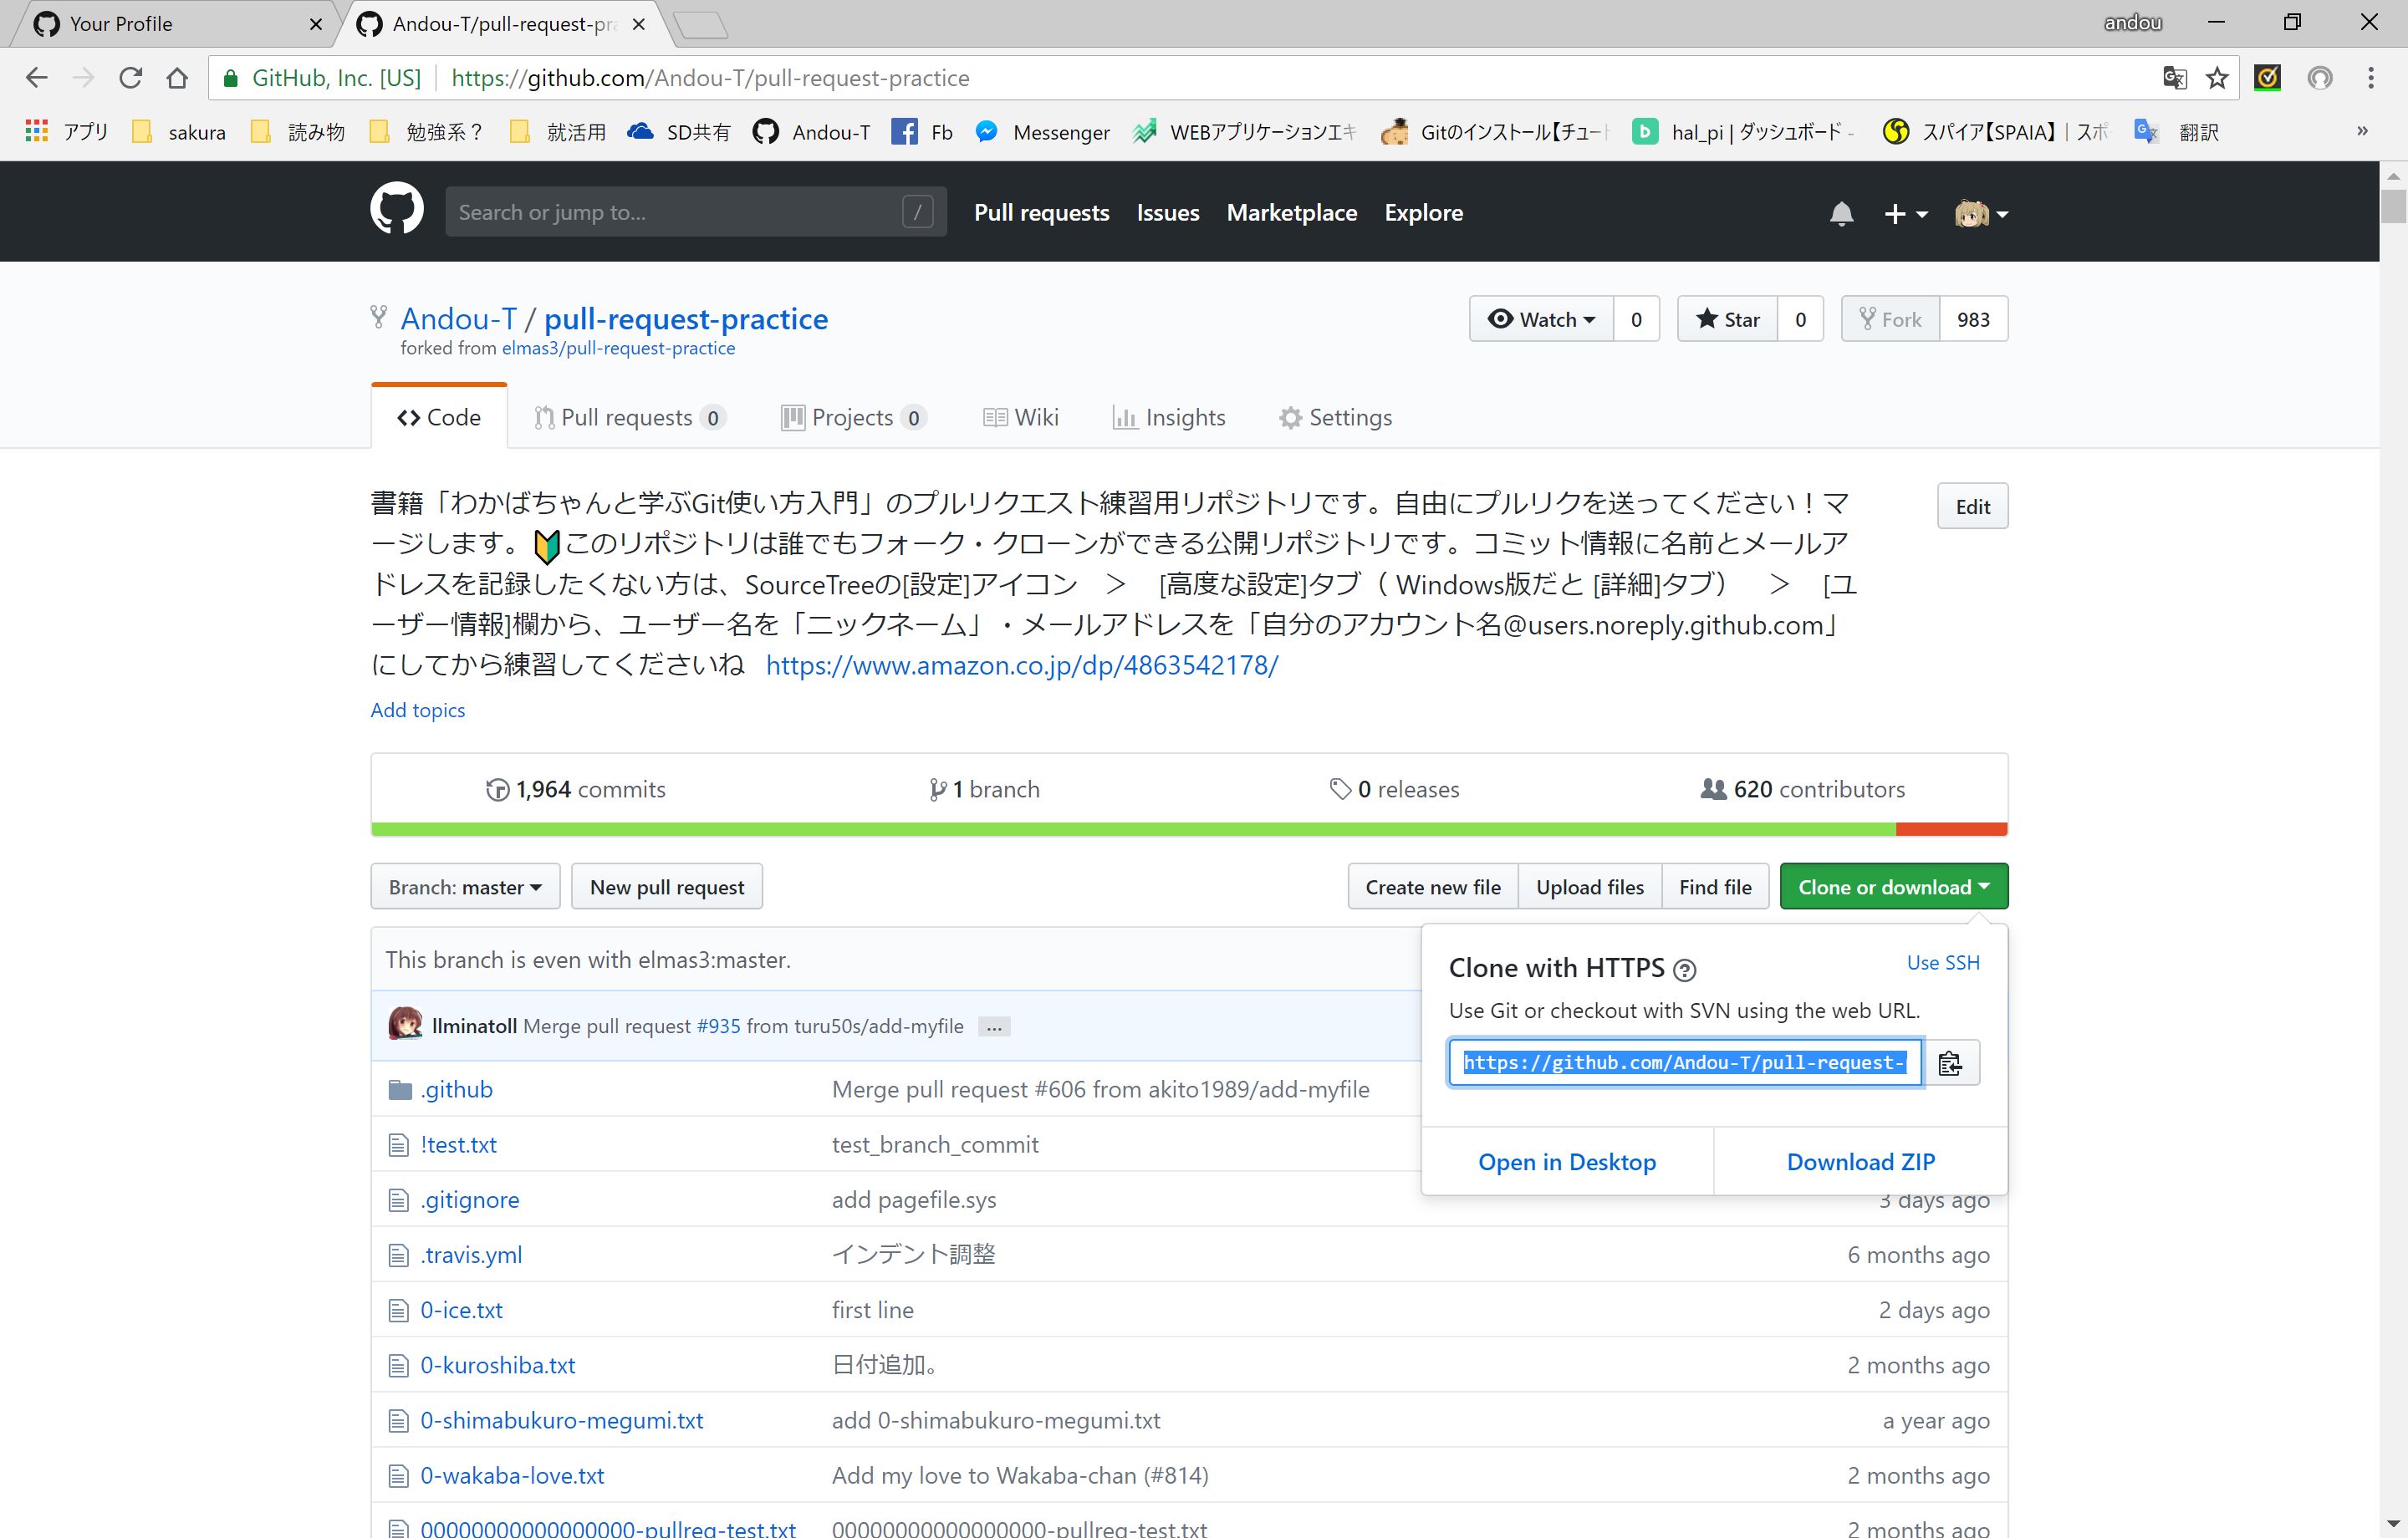 Your Profile
Andou-T/pull-request-pra
andou
GitHub, Inc. [US] https://github.com/Andou-T/pull-request-practice
アプリ sakura 読み物 勉強系？ 就活用 SD共有 Andou-T Fb Messenger WEBアプリケーションエキ Gitのインストール【チュート hal_pi | ダッシュボード - スパイア【SPAIA】 | スポ 翻訳 »
Search or jump to... / Pull requests Issues Marketplace Explore
Andou-T / pull-request-practice Watch 0 Star 0 Fork 983
forked from elmas3/pull-request-practice
Code Pull requests 0 Projects 0 Wiki Insights Settings
書籍「わかばちゃんと学ぶGit使い方入門」のプルリクエスト練習用リポジトリです。自由にプルリクを送ってください！マ
Edit
ージします。🔰このリポジトリは誰でもフォーク・クローンができる公開リポジトリです。コミット情報に名前とメールア
ドレスを記録したくない方は、SourceTreeの[設定]アイコン　＞　[高度な設定]タブ（ Windows版だと [詳細]タブ）　＞　[ユ
ーザー情報]欄から、ユーザー名を「ニックネーム」・メールアドレスを「自分のアカウント名@users.noreply.github.com」
にしてから練習してくださいね https://www.amazon.co.jp/dp/4863542178/
Add topics
1,964 commits 1 branch 0 releases 620 contributors
Branch: master New pull request Create new file Upload files Find file Clone or download
This branch is even with elmas3:master.
Clone with HTTPS Use SSH
Use Git or checkout with SVN using the web URL.
https://github.com/Andou-T/pull-request-
Open in Desktop Download ZIP
llminatoll Merge pull request #935 from turu50s/add-myfile ...
.github Merge pull request #606 from akito1989/add-myfile
!test.txt test_branch_commit
.gitignore add pagefile.sys 3 days ago
.travis.yml インデント調整 6 months ago
0-ice.txt first line 2 days ago
0-kuroshiba.txt 日付追加。 2 months ago
0-shimabukuro-megumi.txt add 0-shimabukuro-megumi.txt a year ago
0-wakaba-love.txt Add my love to Wakaba-chan (#814) 2 months ago
00000000000000000-pullreq-test.txt 00000000000000000-pullreq-test.txt 2 months ago